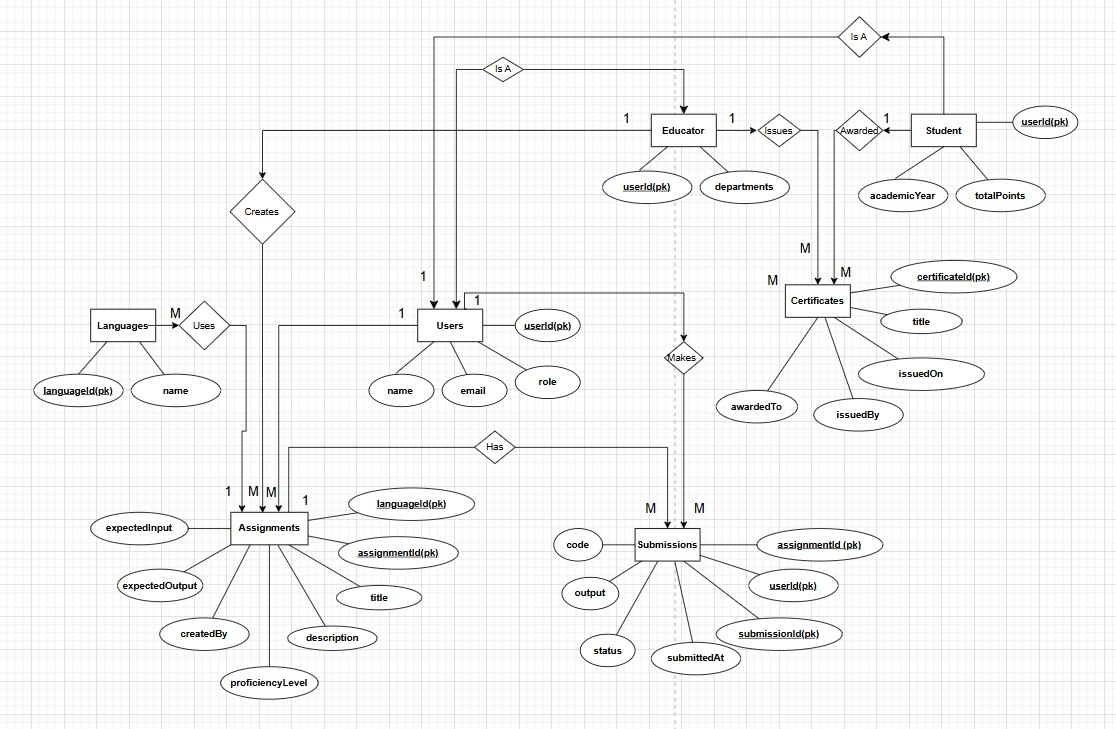 Is A
Is A
1
Educator
1
Issues
Awarded
1
Student
userId(pk)
userId(pk)
departments
academicYear
totalPoints
Creates
M
M
M
1
1
1
Certificates
certificateId(pk)
title
issuedOn
awardedTo
issuedBy
Languages
M
Uses
languageId(pk)
name
Users
userId(pk)
name
email
role
Makes
Has
1
M
M
1
M
M
Assignments
languageId(pk)
assignmentId(pk)
expectedInput
expectedOutput
createdBy
proficiencyLevel
description
title
Submissions
code
output
status
submittedAt
submissionId(pk)
userId(pk)
assignmentId (pk)